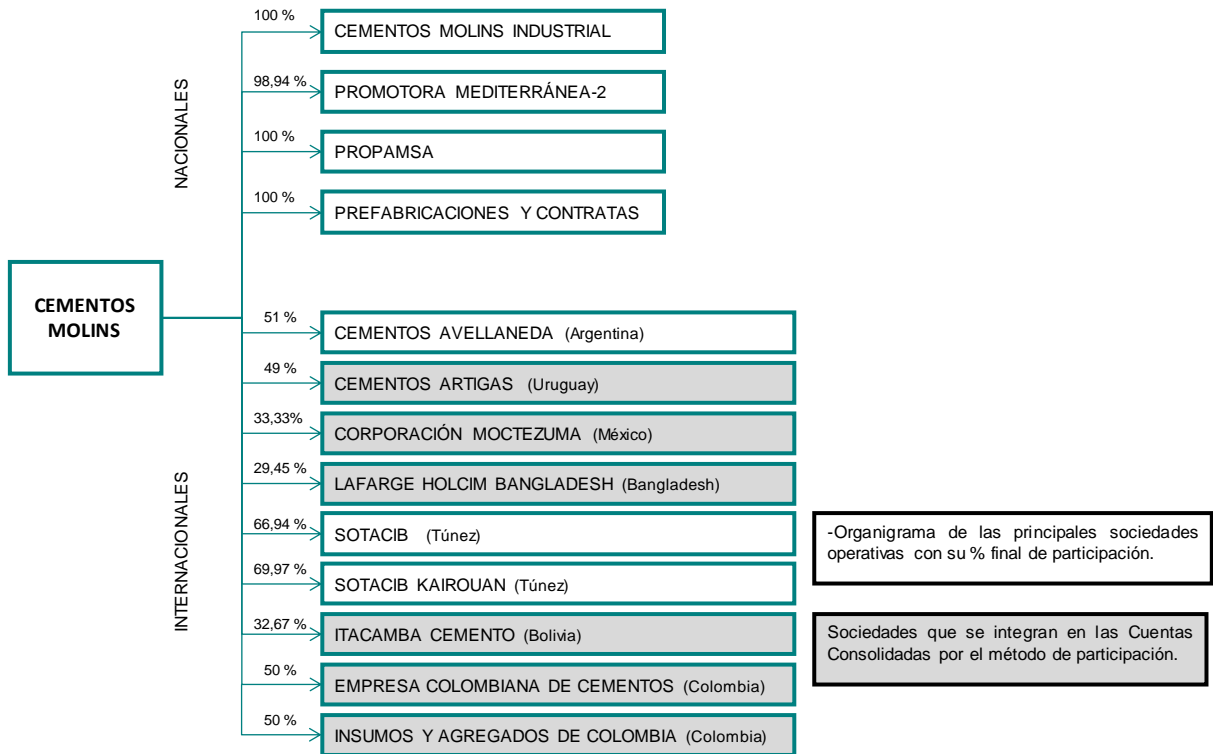 NACIONALES
100 %
CEMENTOS MOLINS INDUSTRIAL
98,94 %
PROMOTORA MEDITERRÁNEA-2
100 %
PROPAMSA
100 %
PREFABRICACIONES Y CONTRATAS
CEMENTOS
MOLINS
INTERNACIONALES
51 %
CEMENTOS AVELLANEDA (Argentina)
49 %
CEMENTOS ARTIGAS (Uruguay)
33,33%
CORPORACIÓN MOCTEZUMA (México)
29,45 %
LAFARGE HOLCIM BANGLADESH (Bangladesh)
66,94 %
SOTACIB (Túnez)
69,97 %
SOTACIB KAIROUAN (Túnez)
32,67 %
ITACAMBA CEMENTO (Bolivia)
50 %
EMPRESA COLOMBIANA DE CEMENTOS (Colombia)
50 %
INSUMOS Y AGREGADOS DE COLOMBIA (Colombia)
-Organigrama de las principales sociedades
operativas con su % final de participación.
Sociedades que se integran en las Cuentas
Consolidadas por el método de participación.